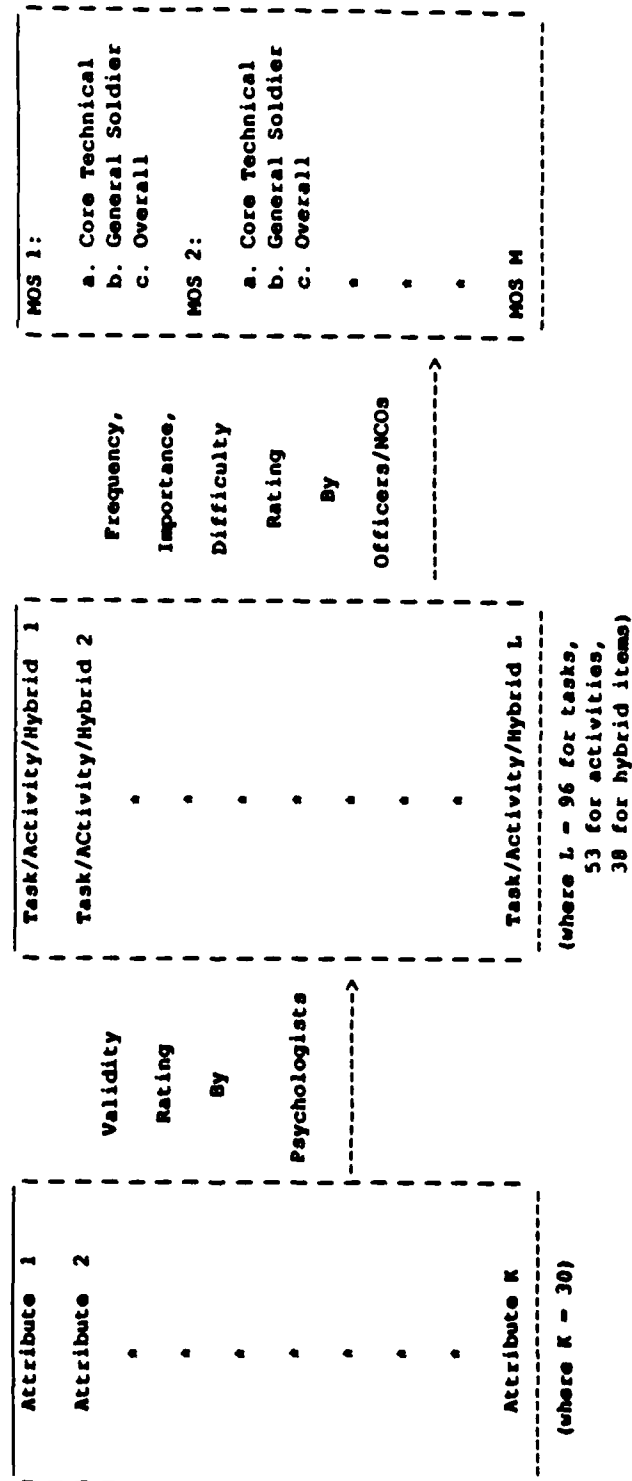 Attribute 1
Attribute 2
*
*
*
*
*
*
*
Attribute K
(where K - 30)
Validity
Rating
By
Psychologists
------------>
Task/Activity/Hybrid 1
Task/Activity/Hybrid 2
*
*
*
*
*
*
*
Task/Activity/Hybrid L
(where L - 96 for tasks,
53 for activities,
38 for hybrid items)
Frequency,
Importance,
Difficulty
Rating
By
Officers/NCOs
------------>
MOS 1:
a. Core Technical
b. General Soldier
c. Overall
MOS 2:
a. Core Technical
b. General Soldier
c. Overall
*
*
*
MOS M